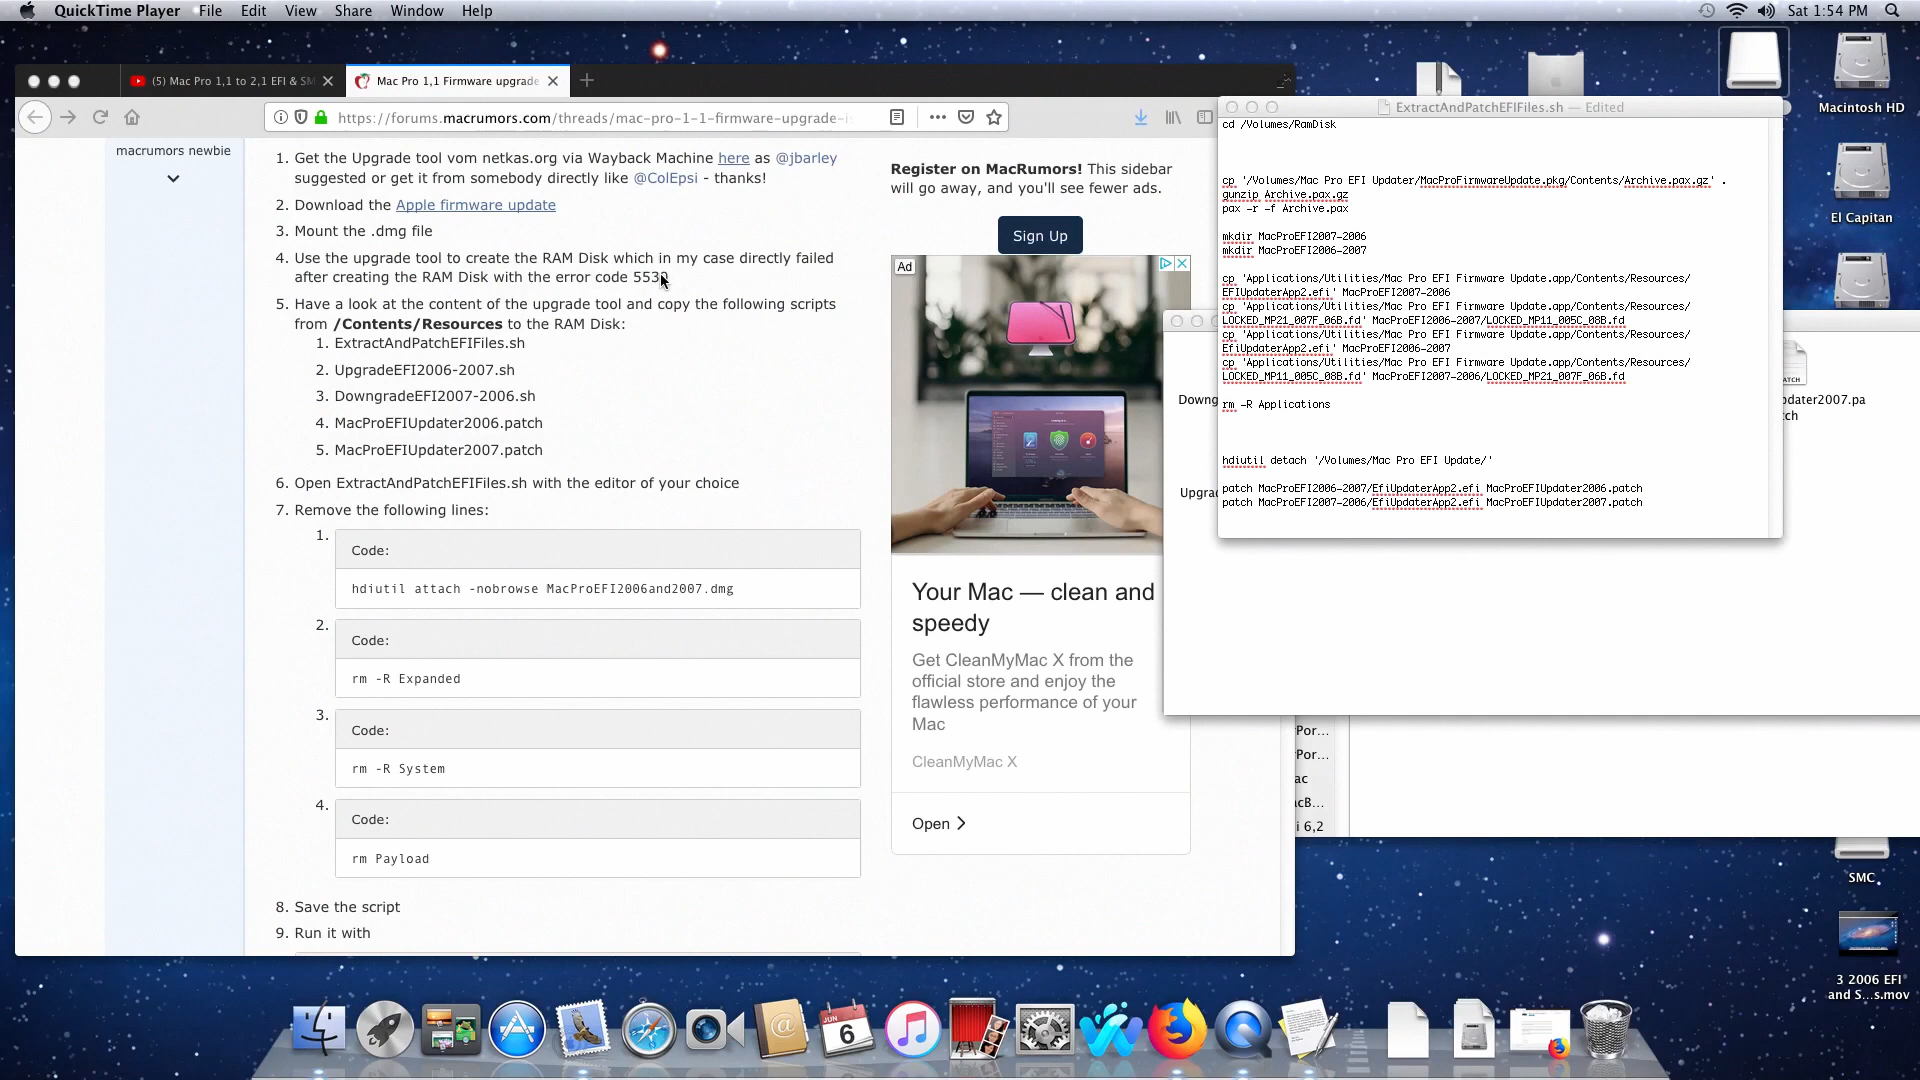 QuickTime Player File Edit View Share Window Help
Sat 1:54 PM
(5) Mac Pro 1,1 to 2,1 EFI & SM
Mac Pro 1,1 Firmware upgrade
https://forums.macrumors.com/threads/mac-pro-1-1-firmware-upgrade-i
macrumors newbie
1. Get the Upgrade tool vom netkas.org via Wayback Machine here as @jbarley
suggested or get it from somebody directly like @ColEpsi - thanks!
2. Download the Apple firmware update
3. Mount the .dmg file
4. Use the upgrade tool to create the RAM Disk which in my case directly failed
after creating the RAM Disk with the error code 553
5. Have a look at the content of the upgrade tool and copy the following scripts
from /Contents/Resources to the RAM Disk:
1. ExtractAndPatchEFIFiles.sh
2. UpgradeEFI2006-2007.sh
3. DowngradeEFI2007-2006.sh
4. MacProEFIUpdater2006.patch
5. MacProEFIUpdater2007.patch
6. Open ExtractAndPatchEFIFiles.sh with the editor of your choice
7. Remove the following lines:
1.
Code:
hdiutil attach -nobrowse MacProEFI2006and2007.dmg
2.
Code:
rm -R Expanded
3.
Code:
rm -R System
4.
Code:
rm Payload
8. Save the script
9. Run it with
Register on MacRumors! This sidebar
will go away, and you'll see fewer ads.
Sign Up
Ad
Your Mac — clean and
speedy
Get CleanMyMac X from the
official store and enjoy the
flawless performance of your
Mac
CleanMyMac X
Open
ExtractAndPatchEFIFiles.sh — Edited
cd /Volumes/RamDisk
cp '/Volumes/Mac Pro EFI Updater/MacProFirmwareUpdate.pkg/Contents/Archive.pax.gz' .
gunzip Archive.pax.gz
pax -r -f Archive.pax
mkdir MacProEFI2007-2006
mkdir MacProEFI2006-2007
cp 'Applications/Utilities/Mac Pro EFI Firmware Update.app/Contents/Resources/
EFIUpdaterApp2.efi' MacProEFI2007-2006
cp 'Applications/Utilities/Mac Pro EFI Firmware Update.app/Contents/Resources/
LOCKED_MP21_007F_06B.fd' MacProEFI2006-2007/LOCKED_MP11_005C_08B.fd
cp 'Applications/Utilities/Mac Pro EFI Firmware Update.app/Contents/Resources/
EfiUpdaterApp2.efi' MacProEFI2006-2007
cp 'Applications/Utilities/Mac Pro EFI Firmware Update.app/Contents/Resources/
LOCKED_MP11_005C_08B.fd' MacProEFI2007-2006/LOCKED_MP21_007F_06B.fd
rm -R Applications
hdiutil detach '/Volumes/Mac Pro EFI Update/'
patch MacProEFI2006-2007/EfiUpdaterApp2.efi MacProEFIUpdater2006.patch
patch MacProEFI2007-2006/EfiUpdaterApp2.efi MacProEFIUpdater2007.patch
Downg
Upgra
ATCH
pdater2007.pa
tch
Por...
Por...
ac
acB...
i 6,2
Macintosh HD
El Capitan
SMC
3 2006 EFI
and S...s.mov
JUN
6